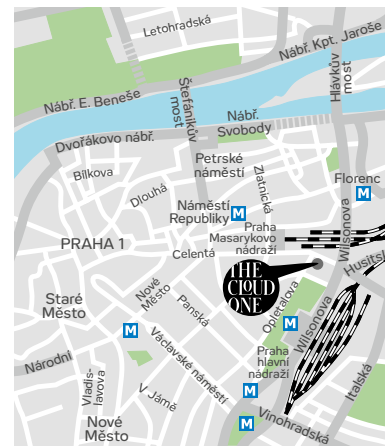 Letohradská
Nábř. Kpt. Jaroše
Hlávkův
most
Nábř. E. Beneše
Štefánikův
most
Nábř.
Svobody
Dvořákovo nábř.
Petrské
náměstí
Bílkova
Zlatnická
Florenc
M
Dlouhá
Náměstí
Republiky
M
Praha
Masarykovo
nádraží
Wilsonova
PRAHA 1
Celentá
Husitsk
THE
CLOUD
ONE
Nové
Město
Panská
Opletalova
Staré
Město
M
M
Wilsonova
Václavské náměstí
Praha
hlavní
nádraží
Národní
Vladis-
lavova
V Jámě
M
Italská
Nové
Město
M
Vinohradská